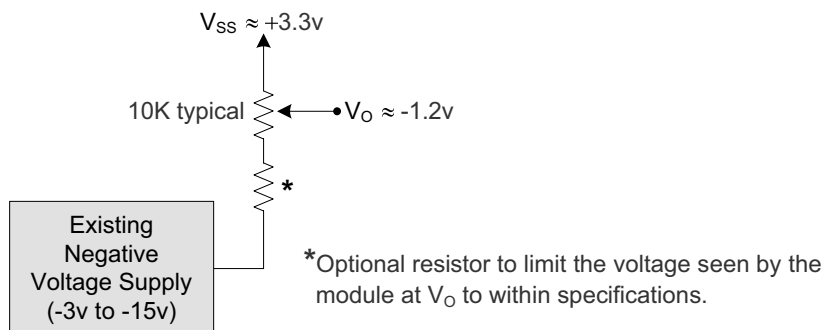 V_SS ≈ +3.3v
10K typical
V_O ≈ -1.2v
*
Existing
Negative
Voltage Supply
(-3v to -15v)
*Optional resistor to limit the voltage seen by the
module at V_O to within specifications.